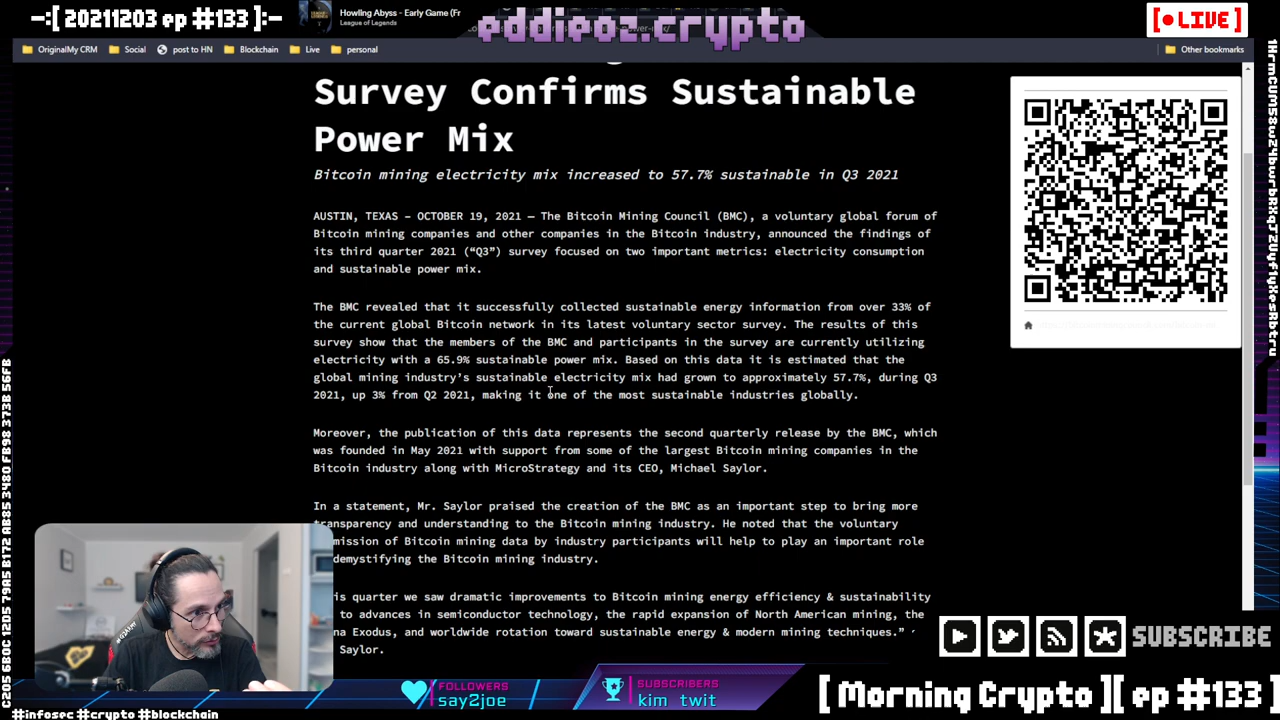 -:[ 20211203 ep #133 ]:-
Howling Abyss - Early Game (Fr
League of Legends
eddieoz.crypto
[●LIVE]
OriginalMy CRM
Social
post to HN
Blockchain
Live
personal
Other bookmarks
Survey Confirms Sustainable
Power Mix
Bitcoin mining electricity mix increased to 57.7% sustainable in Q3 2021
AUSTIN, TEXAS – OCTOBER 19, 2021 — The Bitcoin Mining Council (BMC), a voluntary global forum of
Bitcoin mining companies and other companies in the Bitcoin industry, announced the findings of
its third quarter 2021 (“Q3”) survey focused on two important metrics: electricity consumption
and sustainable power mix.
The BMC revealed that it successfully collected sustainable energy information from over 33% of
the current global Bitcoin network in its latest voluntary sector survey. The results of this
survey show that the members of the BMC and participants in the survey are currently utilizing
electricity with a 65.9% sustainable power mix. Based on this data it is estimated that the
global mining industry’s sustainable electricity mix had grown to approximately 57.7%, during Q3
2021, up 3% from Q2 2021, making it one of the most sustainable industries globally.
Moreover, the publication of this data represents the second quarterly release by the BMC, which
was founded in May 2021 with support from some of the largest Bitcoin mining companies in the
Bitcoin industry along with MicroStrategy and its CEO, Michael Saylor.
In a statement, Mr. Saylor praised the creation of the BMC as an important step to bring more
transparency and understanding to the Bitcoin mining industry. He noted that the voluntary
mission of Bitcoin mining data by industry participants will help to play an important role
demystifying the Bitcoin mining industry.
is quarter we saw dramatic improvements to Bitcoin mining energy efficiency & sustainability
to advances in semiconductor technology, the rapid expansion of North American mining, the
na Exodus, and worldwide rotation toward sustainable energy & modern mining techniques.”
Saylor.
SUBSCRIBE
FOLLOWERS
say2joe
SUBSCRIBERS
kim twit
[ Morning Crypto ][ ep #133 ]
#infosec #crypto #blockchain